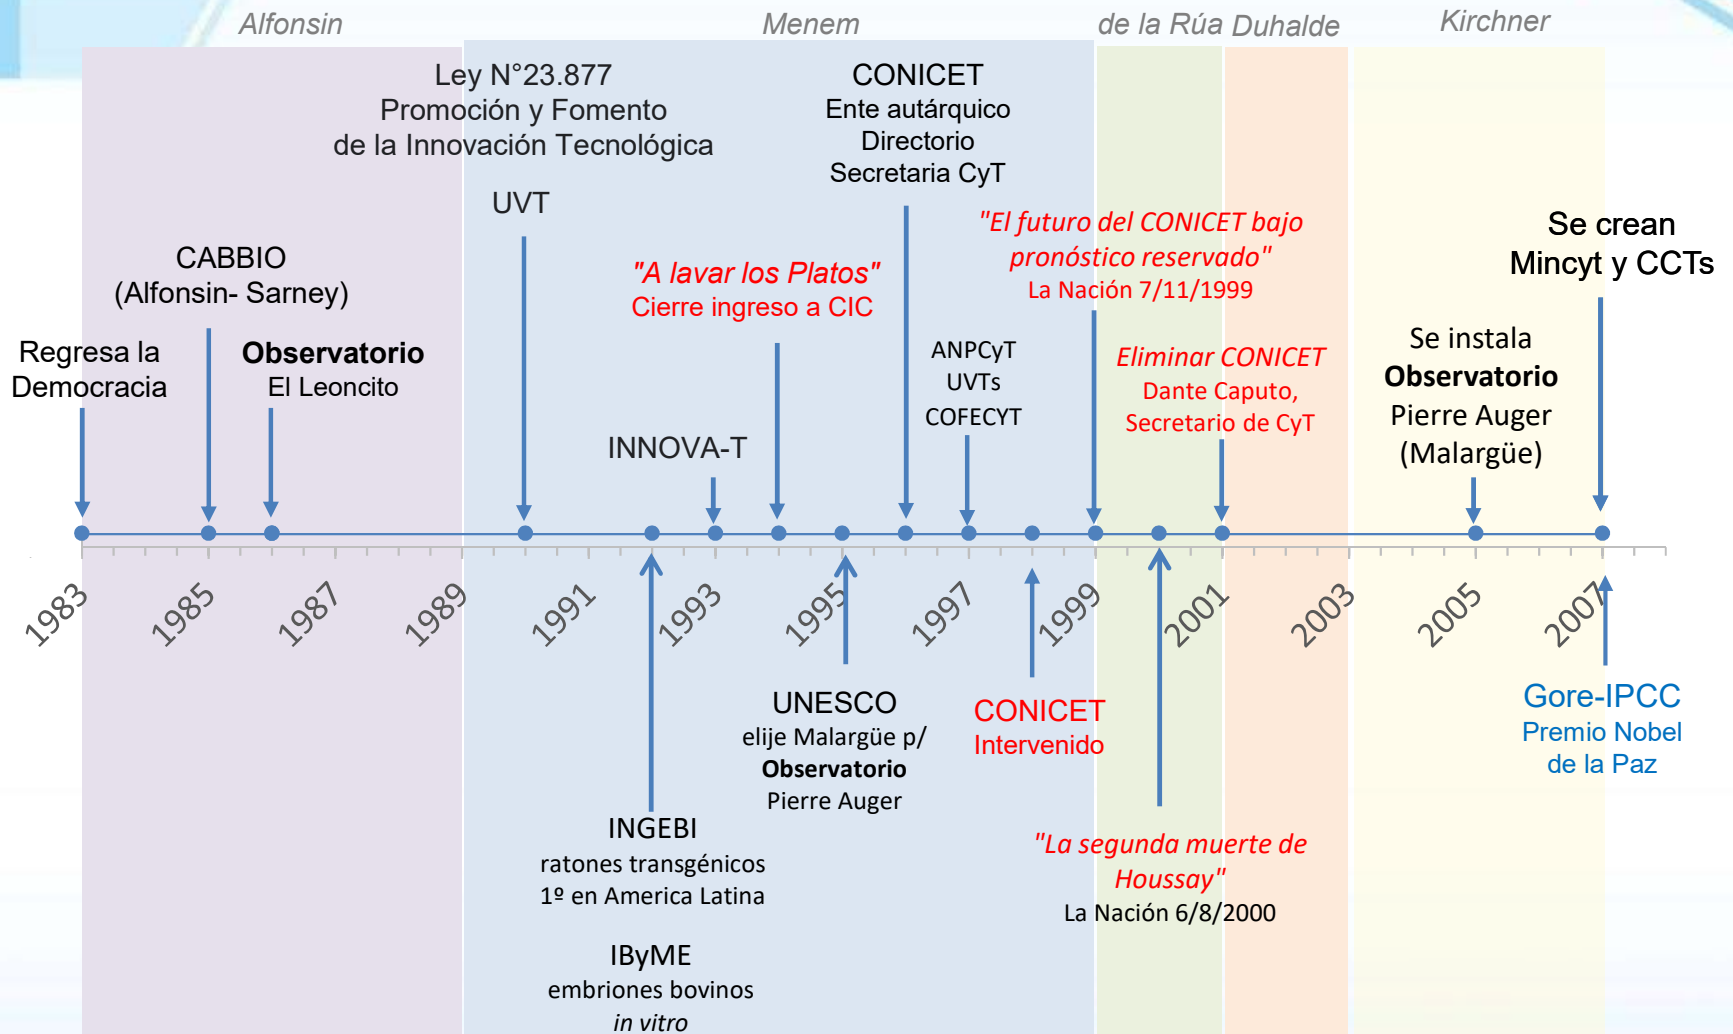 Alfonsin
Menem
de la Rúa
Duhalde
Kirchner
Ley N°23.877
Promoción y Fomento
de la Innovación Tecnológica
UVT
CONICET
Ente autárquico
Directorio
Secretaria CyT
"El futuro del CONICET bajo
pronóstico reservado"
La Nación 7/11/1999
Se crean
Mincyt y CCTs
CABBIO
(Alfonsin- Sarney)
"A lavar los Platos"
Cierre ingreso a CIC
Regresa la
Democracia
Observatorio
El Leoncito
ANPCyT
UVTs
COFECYT
Eliminar CONICET
Dante Caputo,
Secretario de CyT
Se instala
Observatorio
Pierre Auger
(Malargüe)
INNOVA-T
1983
1985
1987
1989
1991
1993
1995
1997
1999
2001
2003
2005
2007
UNESCO
elije Malargüe p/
Observatorio
Pierre Auger
CONICET
Intervenido
Gore-IPCC
Premio Nobel
de la Paz
INGEBI
ratones transgénicos
1º en America Latina
"La segunda muerte de
Houssay"
La Nación 6/8/2000
IByME
embriones bovinos
in vitro